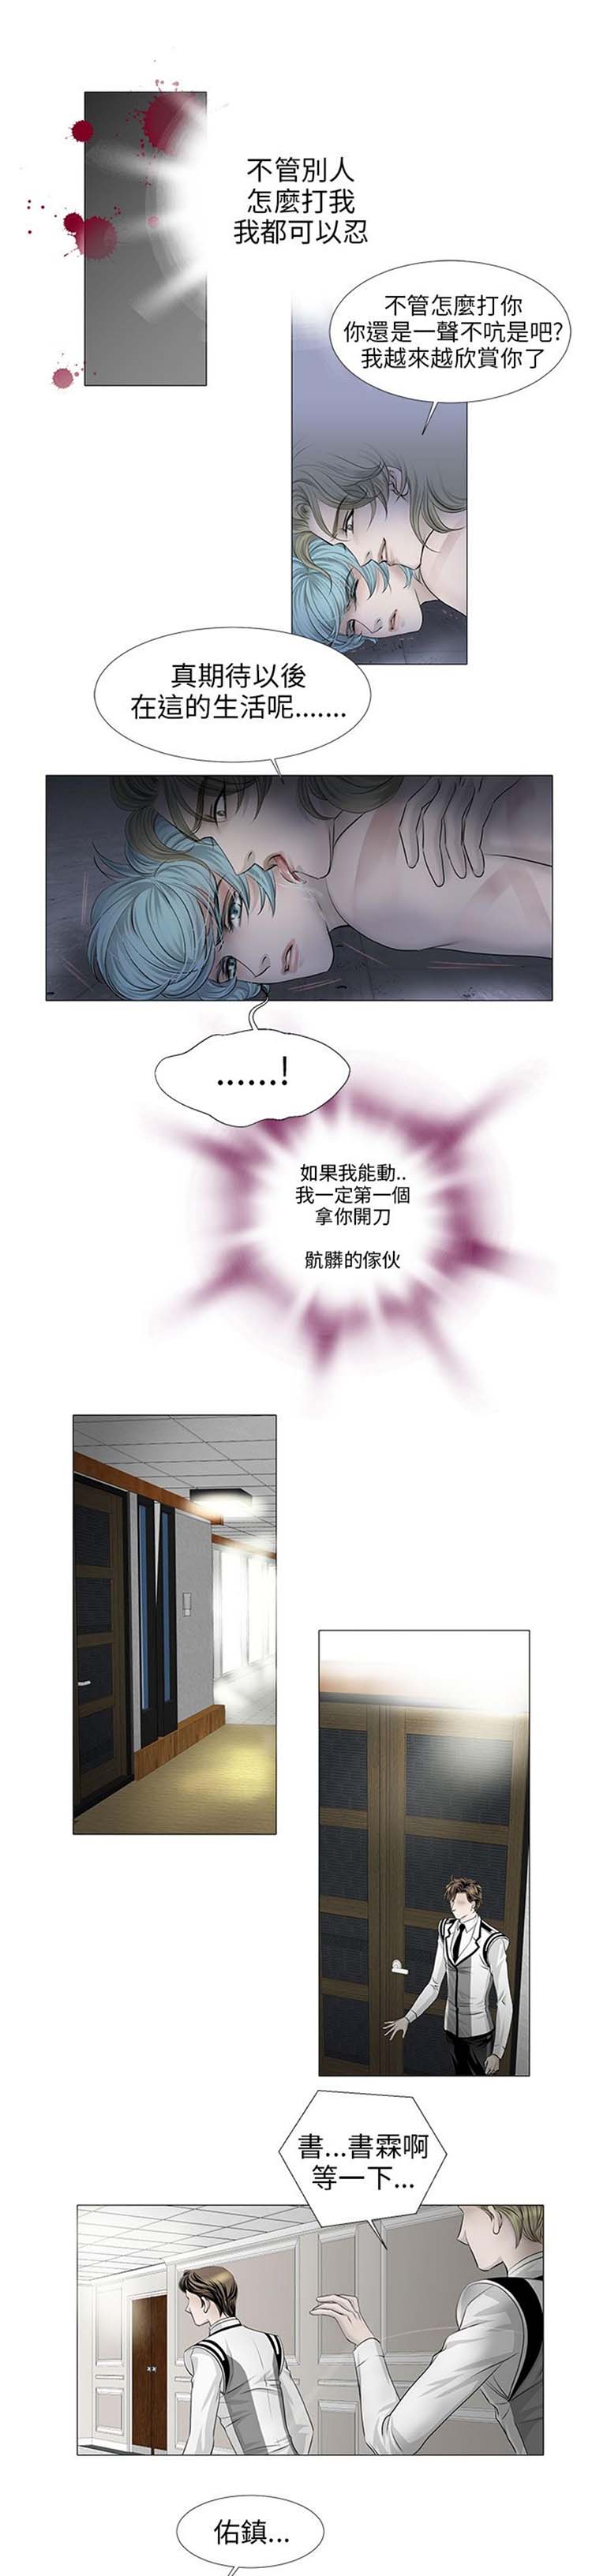 不管別人
怎麼打我
我都可以忍
不管怎麼打你
你還是一聲不吭是吧?
我越來越欣賞你了
真期待以後
在這的生活呢.......
......!
如果我能動..
我一定第一個
拿你開刀
骯髒的傢伙
書...書霖啊
等一下...
佑鎮...